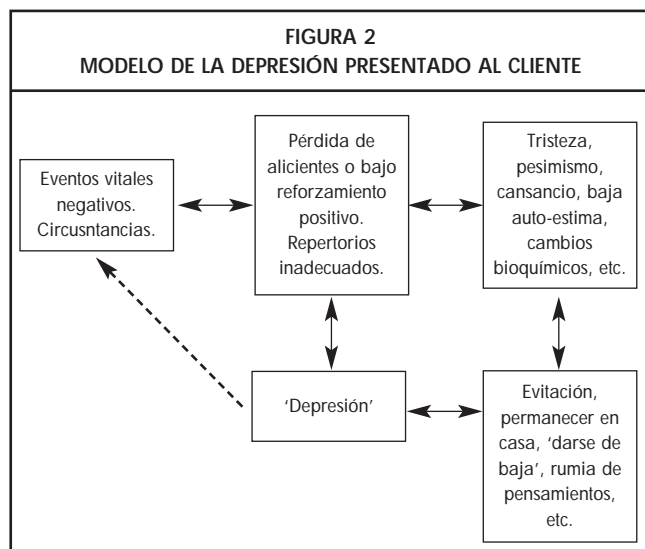 FIGURA 2
MODELO DE LA DEPRESIÓN PRESENTADO AL CLIENTE
Eventos vitales
negativos.
Circusntancias.
Pérdida de
alicientes o bajo
reforzamiento
positivo.
Repertorios
inadecuados.
Tristeza,
pesimismo,
cansancio, baja
auto-estima,
cambios
bioquímicos, etc.
‘Depresión’
Evitación,
permanecer en
casa, ‘darse de
baja’, rumia de
pensamientos,
etc.